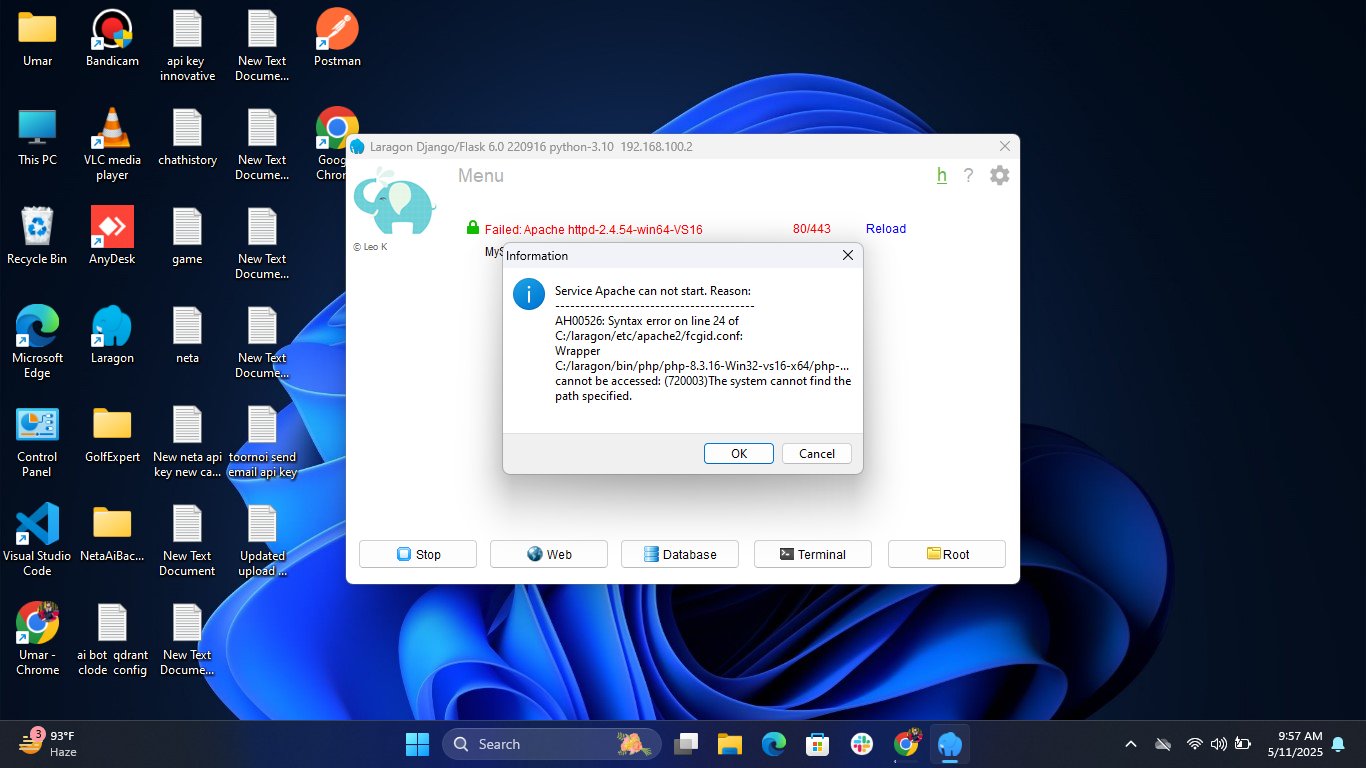 Umar
Bandicam
api key
innovative
New Text
Docume...
Postman
This PC
VLC media
player
chathistory
New Text
Docume...
Goog
Chron
Recycle Bin
AnyDesk
game
New Text
Docume...
Microsoft
Edge
Laragon
neta
New Text
Docume...
Control
Panel
GolfExpert
New neta api
key new ca...
toornoi send
email api key
Visual Studio
Code
NetaAiBac...
New Text
Document
Updated
upload ...
Umar -
Chrome
ai bot qdrant
clode config
New Text
Docume...
Laragon Django/Flask 6.0 220916 python-3.10 192.168.100.2
Menu
h
?
© Leo K
Failed: Apache httpd-2.4.54-win64-VS16 80/443 Reload
MyS
Information
Service Apache can not start. Reason:
----------------------------------------
AH00526: Syntax error on line 24 of
C:/laragon/etc/apache2/fcgid.conf:
Wrapper
C:/laragon/bin/php/php-8.3.16-Win32-vs16-x64/php-...
cannot be accessed: (720003)The system cannot find the
path specified.
OK
Cancel
Stop
Web
Database
Terminal
Root
3
93°F
Haze
Search
9:57 AM
5/11/2025